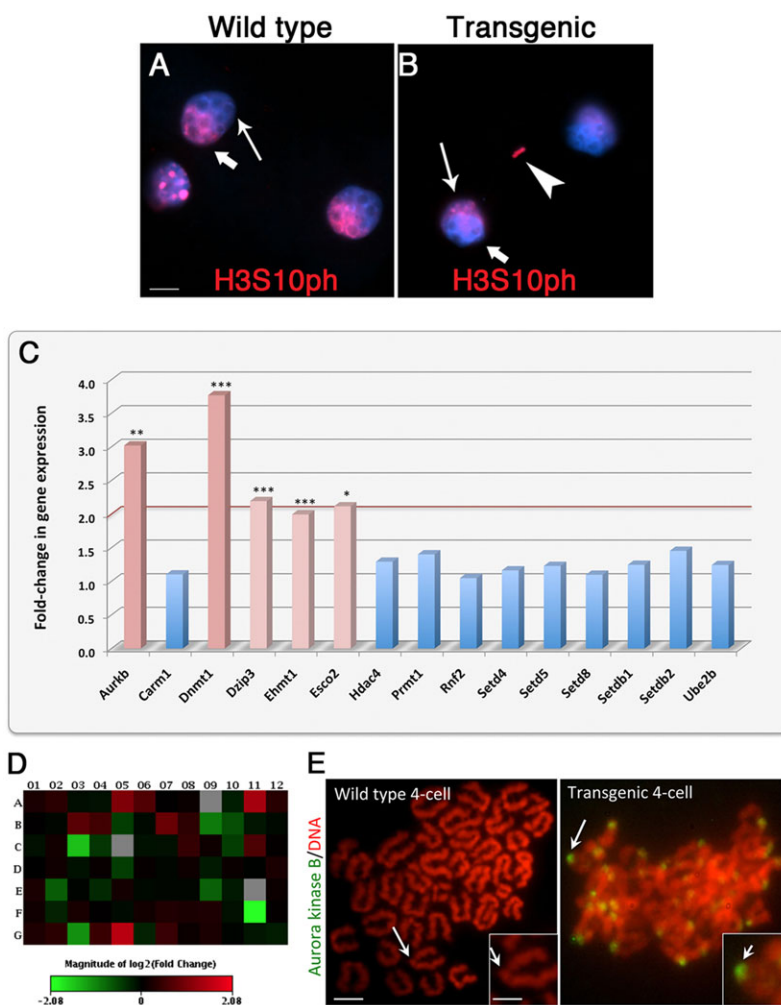 Wild type Transgenic
A B
H3S10ph H3S10ph
C
Fold-change in gene expression
4.0
3.5
3.0
2.5
2.0
1.5
1.0
0.5
0.0
** *** *** *** *
Aurkb Carm1 Dnmt1 Dzip3 Ehmt1 Esco2 Hdac4 Prmt1 Rnf2 Setd4 Setd5 Setd8 Setdb1 Setdb2 Ube2b
D
01 02 03 04 05 06 07 08 09 10 11 12
A
B
C
D
E
F
G
Magnitude of log2(Fold Change)
-2.08 0 2.08
E
Aurora kinase B/DNA
Wild type 4-cell Transgenic 4-cell